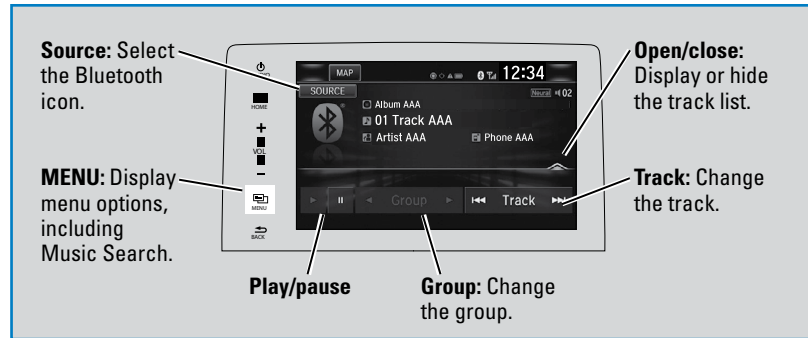 Source: Select
the Bluetooth
icon.
MENU: Display
menu options,
including
Music Search.
HOME
+
VOL
–
MENU
BACK
MAP
12:34
SOURCE
Neural
02
Album AAA
01 Track AAA
Artist AAA
Phone AAA
Group
Track
Open/close:
Display or hide
the track list.
Track: Change
the track.
Play/pause
Group: Change
the group.